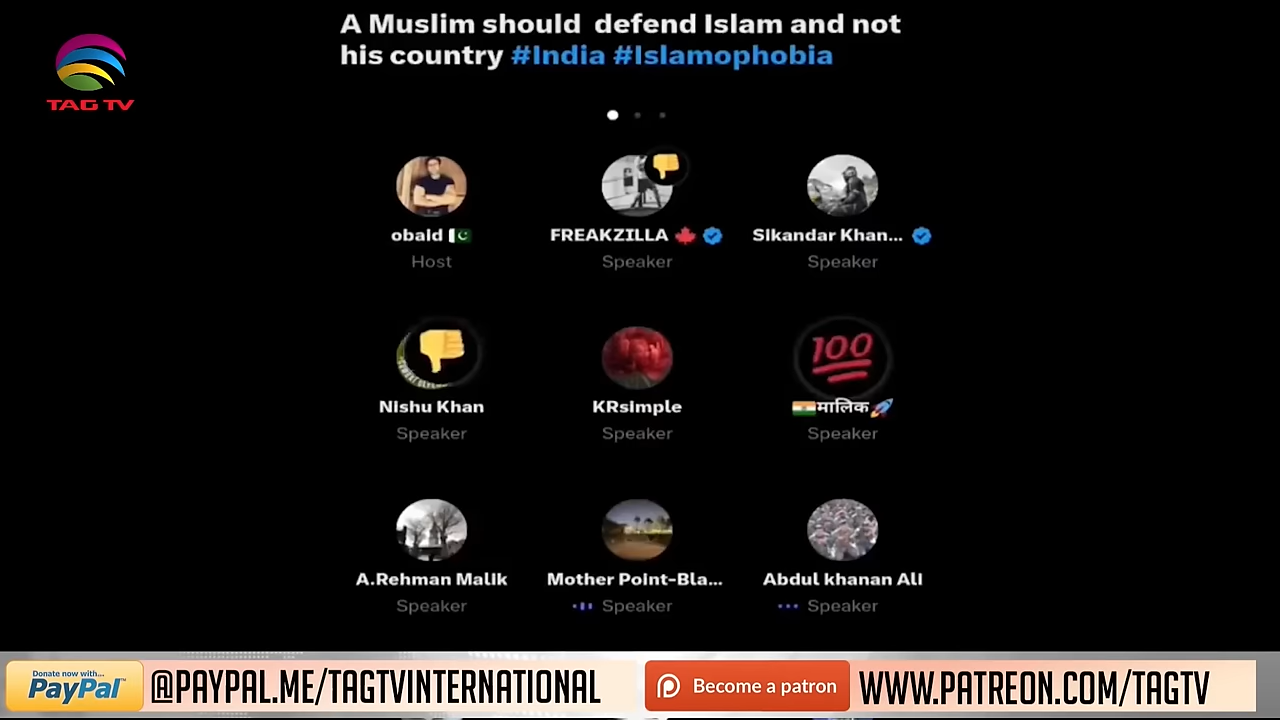 A Muslim should defend Islam and not
his country #India #Islamophobia
TAG TV
obaid
Host
FREAKZILLA
Speaker
Sikandar Khan...
Speaker
100
Nishu Khan
Speaker
KRsimple
Speaker
मालिक
Speaker
A.Rehman Malik
Speaker
Mother Point-Bla...
Speaker
Abdul khanan Ali
Speaker
Donate now with...
PayPal
@PAYPAL.ME/TAGTVINTERNATIONAL
Become a patron
WWW.PATREON.COM/TAGTV